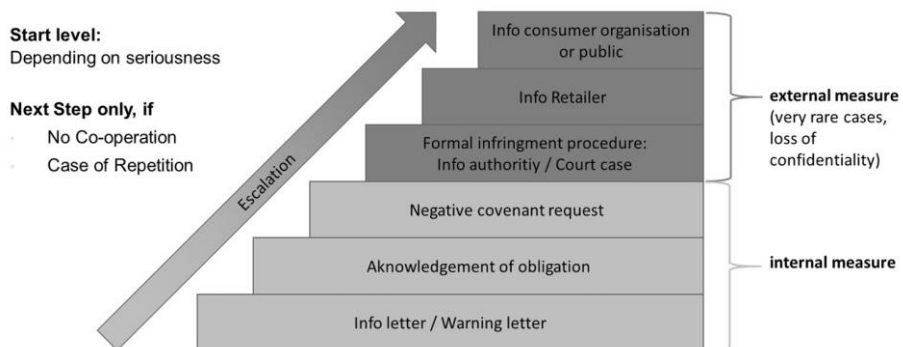 Start level:
Depending on seriousness
Next Step only, if
No Co-operation
Case of Repetition
Escalation
Info consumer organisation
or public
Info Retailer
Formal infringment procedure:
Info authoritiy / Court case
Negative covenant request
Aknowledgement of obligation
Info letter / Warning letter
external measure
(very rare cases,
loss of
confidentiality)
internal measure